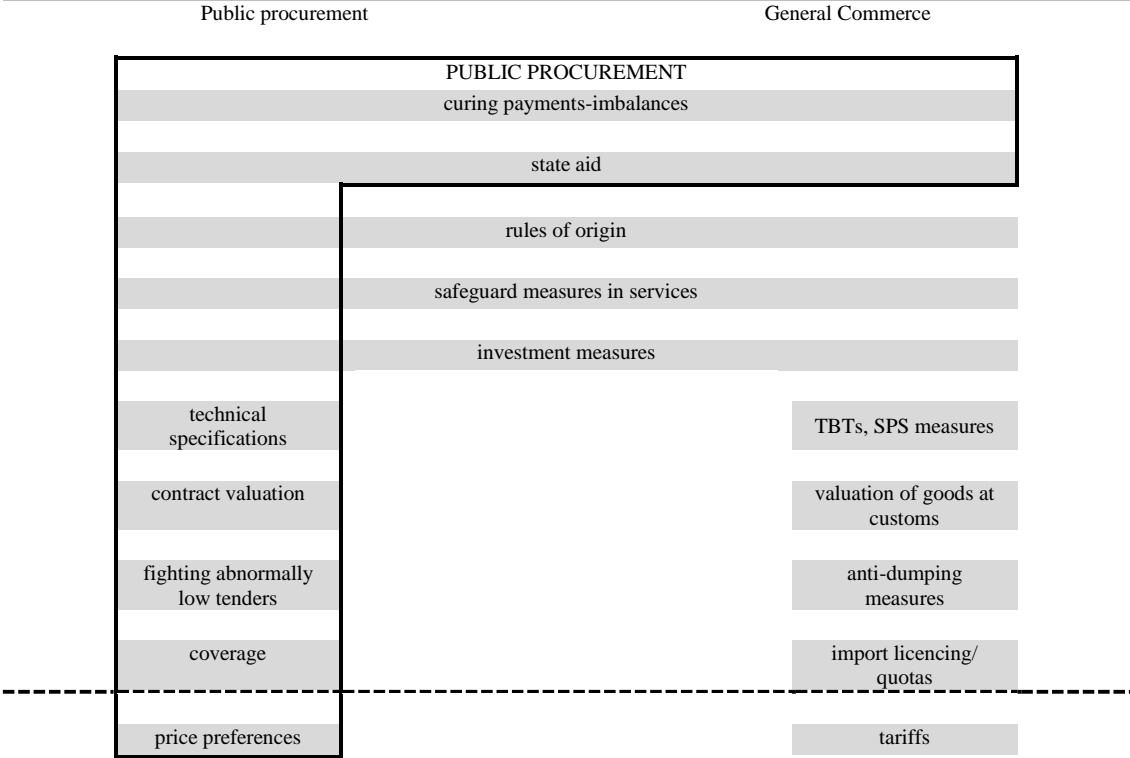 Public procurement General Commerce
PUBLIC PROCUREMENT
curing payments-imbalances
state aid
rules of origin
safeguard measures in services
investment measures
technical
specifications
TBTs, SPS measures
contract valuation
valuation of goods at
customs
fighting abnormally
low tenders
anti-dumping
measures
coverage
import licencing/
quotas
price preferences
tariffs